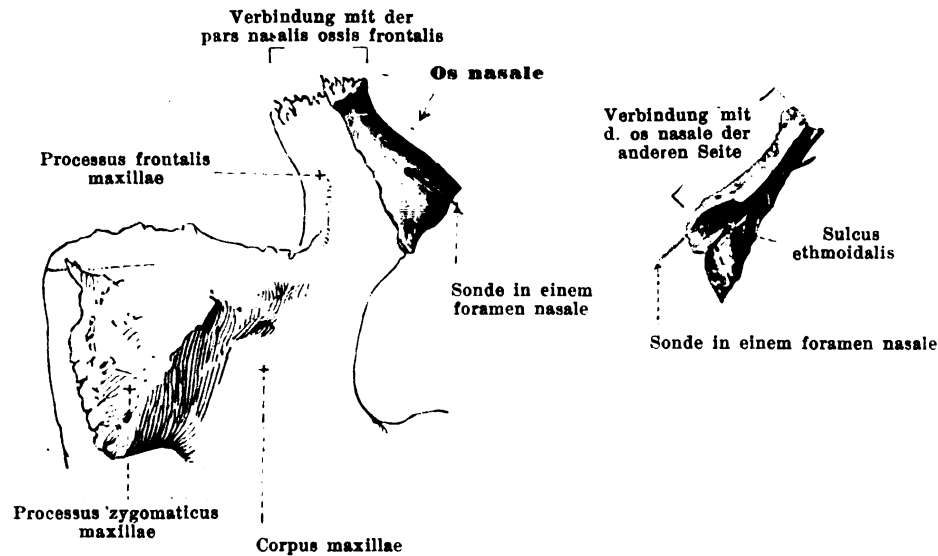 Verbindung mit der
pars nasalis ossis frontalis
Os nasale
Processus frontalis
maxillae
Sonde in einem
foramen nasale
Processus zygomaticus
maxillae
Corpus maxillae
Verbindung mit
d. os nasale der
anderen Seite
Sulcus
ethmoidalis
Sonde in einem foramen nasale